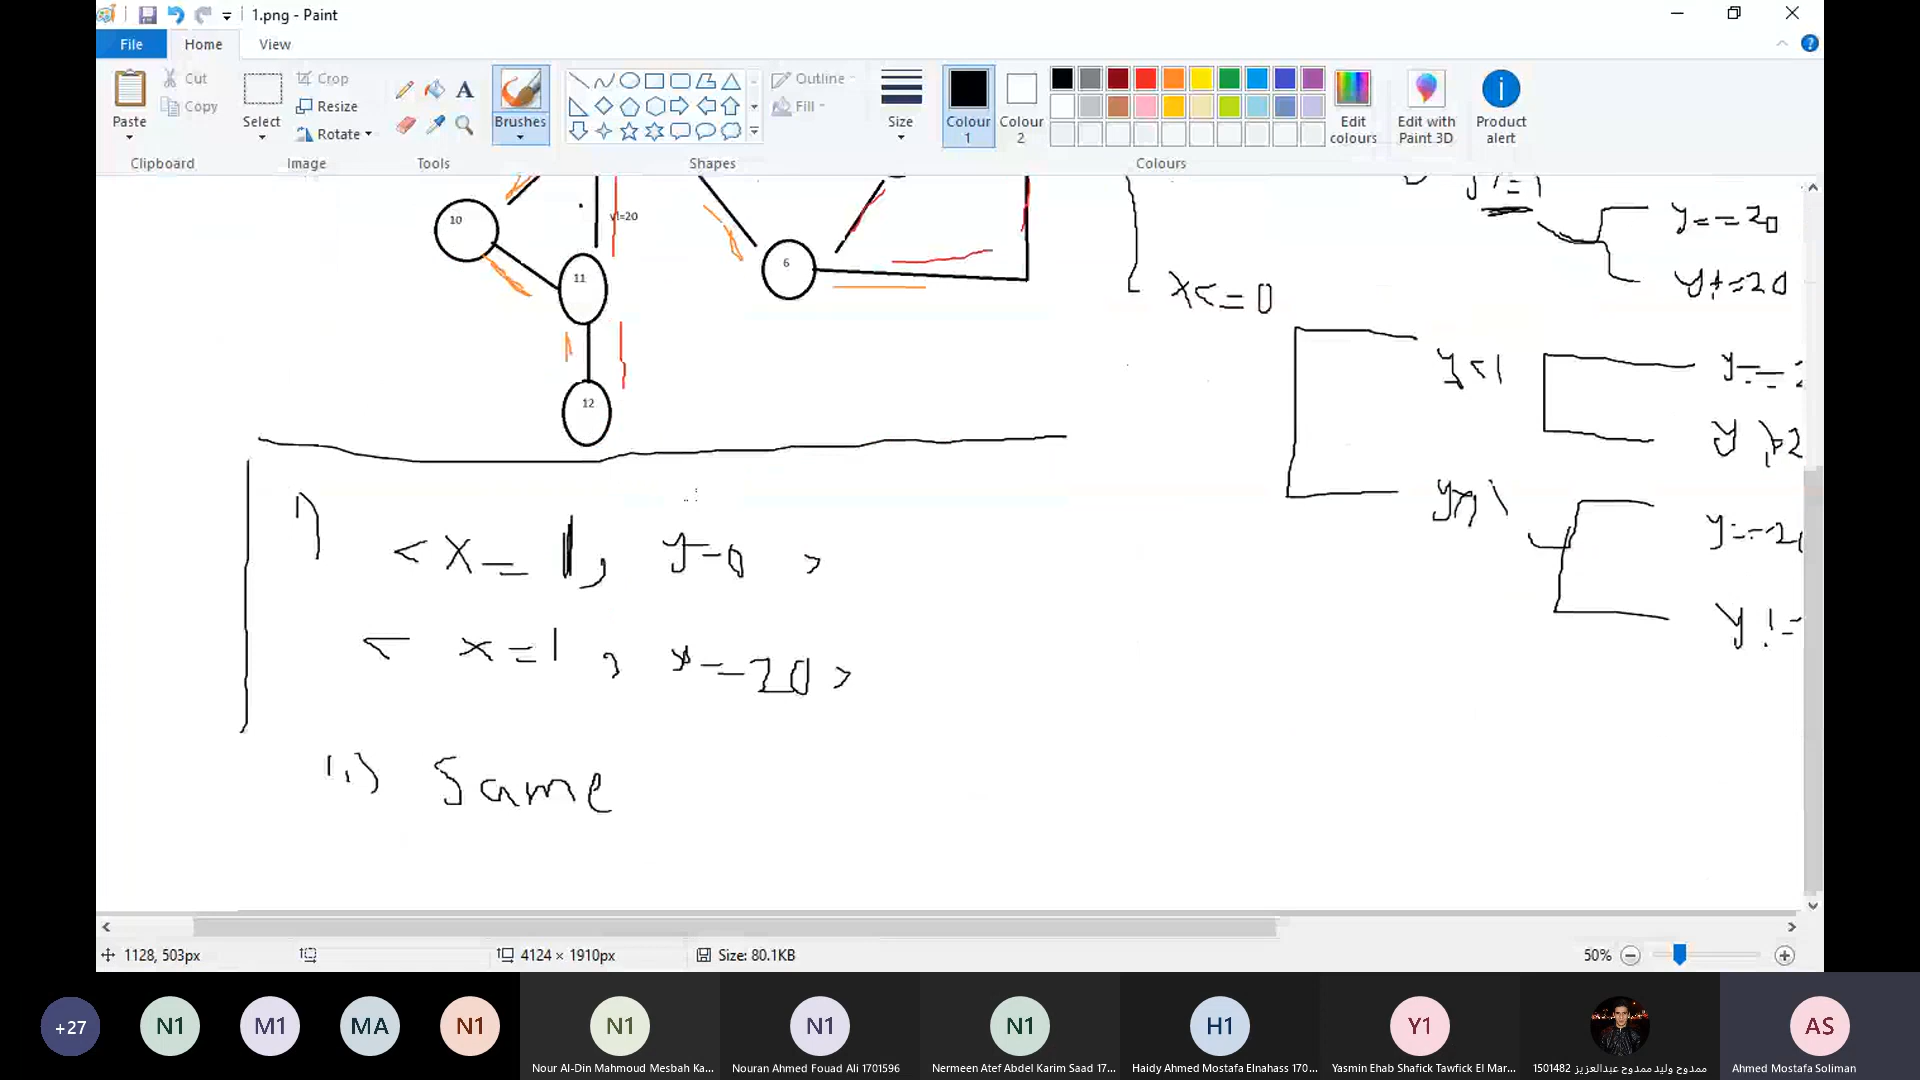 1.png - Paint
File Home View
Paste
Cut
Copy
Clipboard
Select
Crop
Resize
Rotate
Image
A
Tools
Brushes
Outline
Fill
Shapes
Size
Colour 1
Colour 2
Edit colours
Colours
Edit with Paint 3D
Product alert
10
11
12
6
y==20
y!=20
x<=0
y<1
i)
<x=1, y=0 >
< x=1, y=20>
ii) Same
1128, 503px
4124 × 1910px
Size: 80.1KB
50%
+27
N1
M1
MA
N1
N1
N1
N1
H1
Y1
AS
Nour Al-Din Mahmoud Mesbah Ka...
Nouran Ahmed Fouad Ali 1701596
Nermeen Atef Abdel Karim Saad 17...
Haidy Ahmed Mostafa Elnahass 170...
Yasmin Ehab Shafick Tawfick El Mar...
ممدوح وليد ممدوح عبدالعزيز 1501482
Ahmed Mostafa Soliman